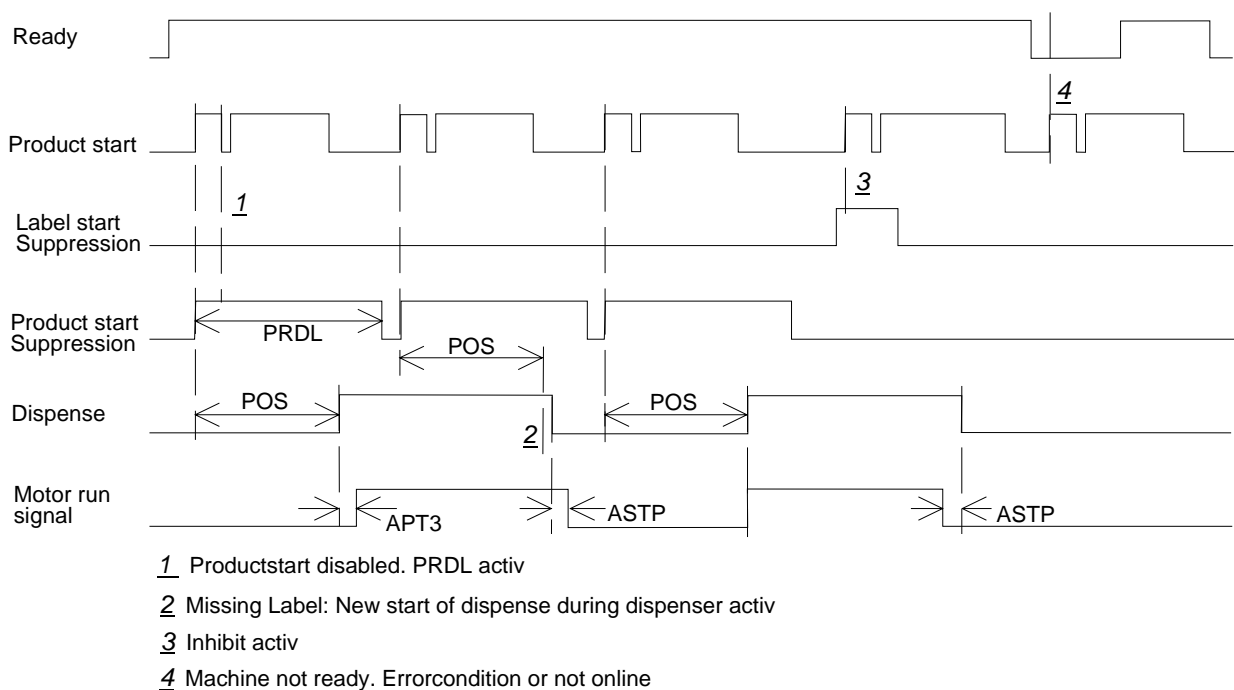 Ready
4
Product start
3
1
Label start
Suppression
Product start
Suppression
PRDL
POS
Dispense
POS
POS
2
Motor run
signal
APT3
ASTP
ASTP
1 Productstart disabled. PRDL activ
2 Missing Label: New start of dispense during dispenser activ
3 Inhibit activ
4 Machine not ready. Errorcondition or not online